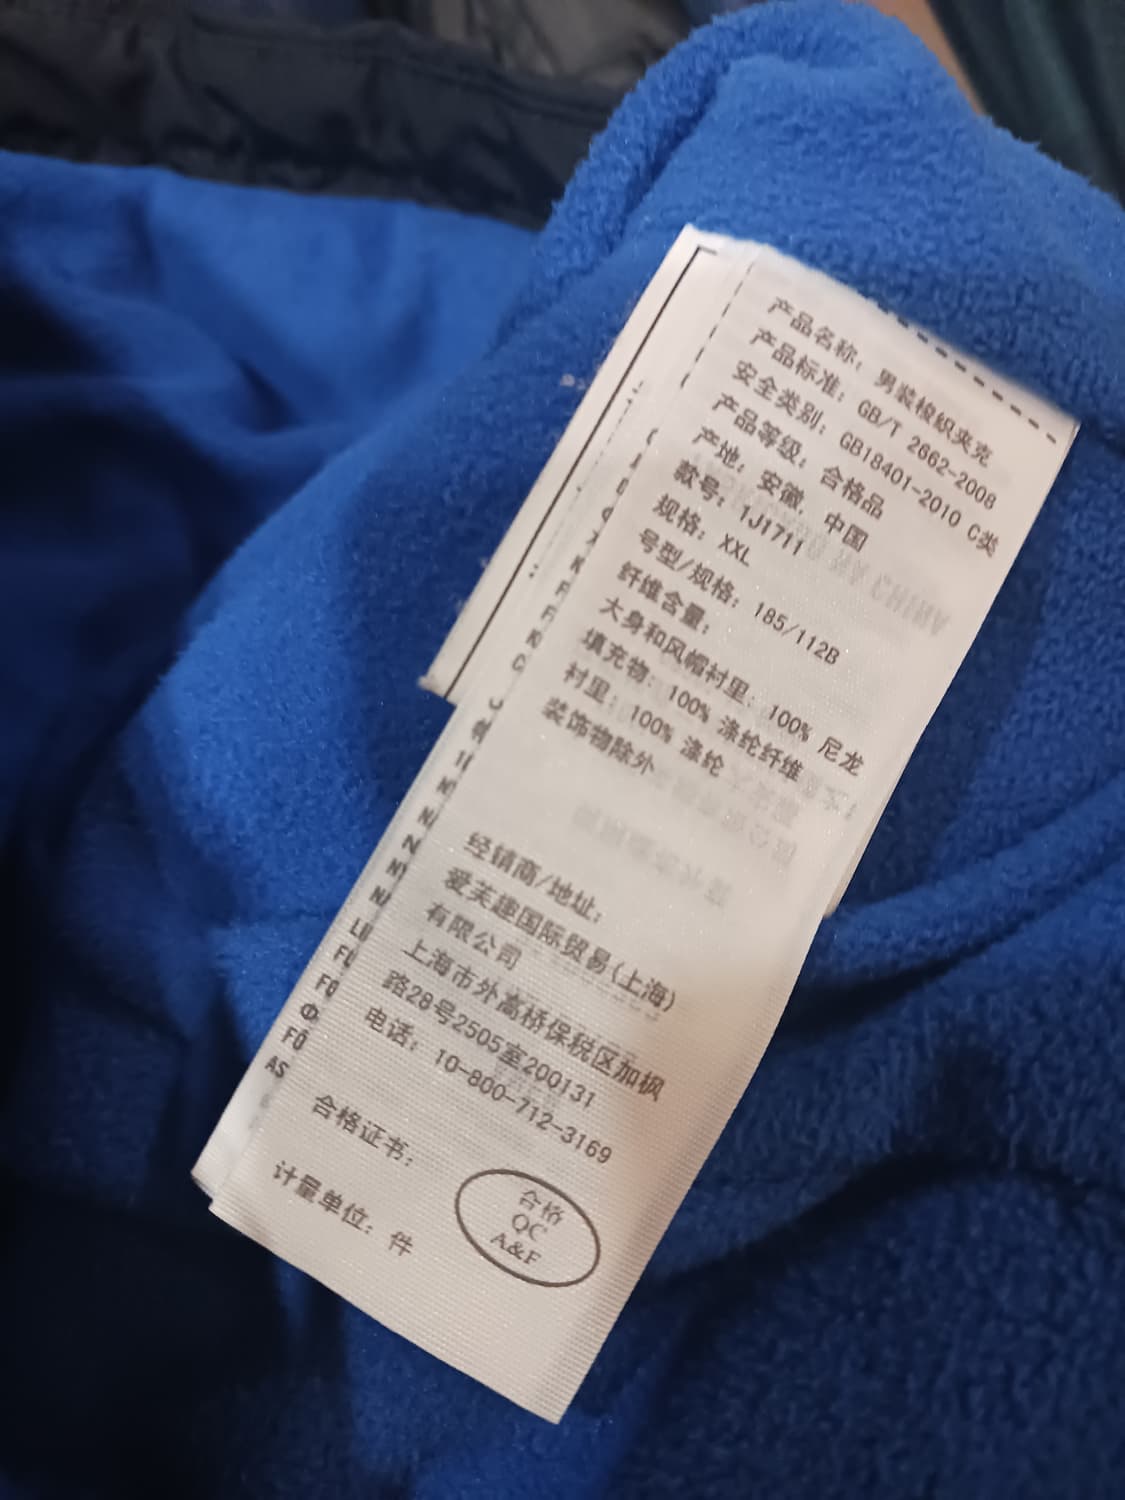 产品名称: 男装梭织夹克
产品标准: GB/T 2662-2008
安全类别: GB18401-2010 C类
产品等级: 合格品
产地: 安徽, 中国
款号: 1J1711
规格: XXL
号型/规格: 185/112B
纤维含量:
大身和风帽衬里: 100% 尼龙
填充物: 100% 涤纶纤维
衬里: 100% 涤纶
装饰物除外
经销商/地址:
爱芙趣国际贸易(上海)
有限公司
上海市外高桥保税区加枫
路28号2505室200131
电话: 10-800-712-3169
合格证书:
合格
QC
A&F
计量单位: 件